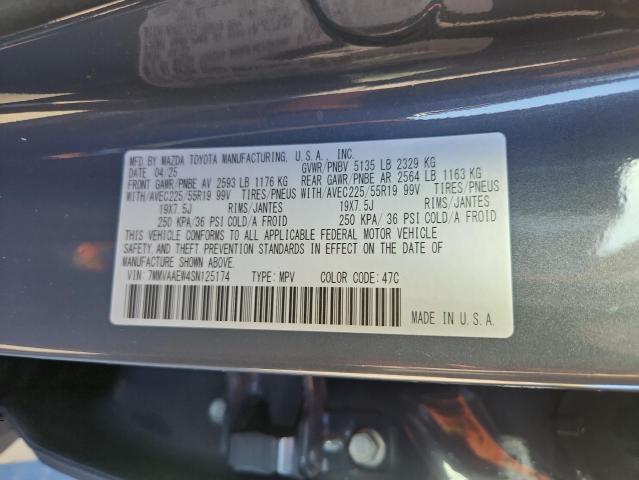 MFD. BY MAZDA TOYOTA MANUFACTURING, U.S.A., INC.
DATE 04/25 GVWR/PNBV 5135 LB 2329 KG
FRONT GAWR/PNBE AV 2593 LB 1176 KG REAR GAWR/PNBE AR 2564 LB 1163 KG
WITH/AVEC225/55R19 99V TIRES/PNEUS WITH/AVEC225/55R19 99V TIRES/PNEUS
19X7.5J RIMS/JANTES 19X7.5J RIMS/JANTES
250 KPA/36 PSI COLD/A FROID 250 KPA/36 PSI COLD/A FROID
THIS VEHICLE CONFORMS TO ALL APPLICABLE FEDERAL MOTOR VEHICLE
SAFETY, AND THEFT PREVENTION STANDARDS IN EFFECT ON THE DATE OF
MANUFACTURE SHOWN ABOVE.
VIN: 7MMVAAEW4SN125174 TYPE: MPV COLOR CODE: 47C
MADE IN U.S.A.